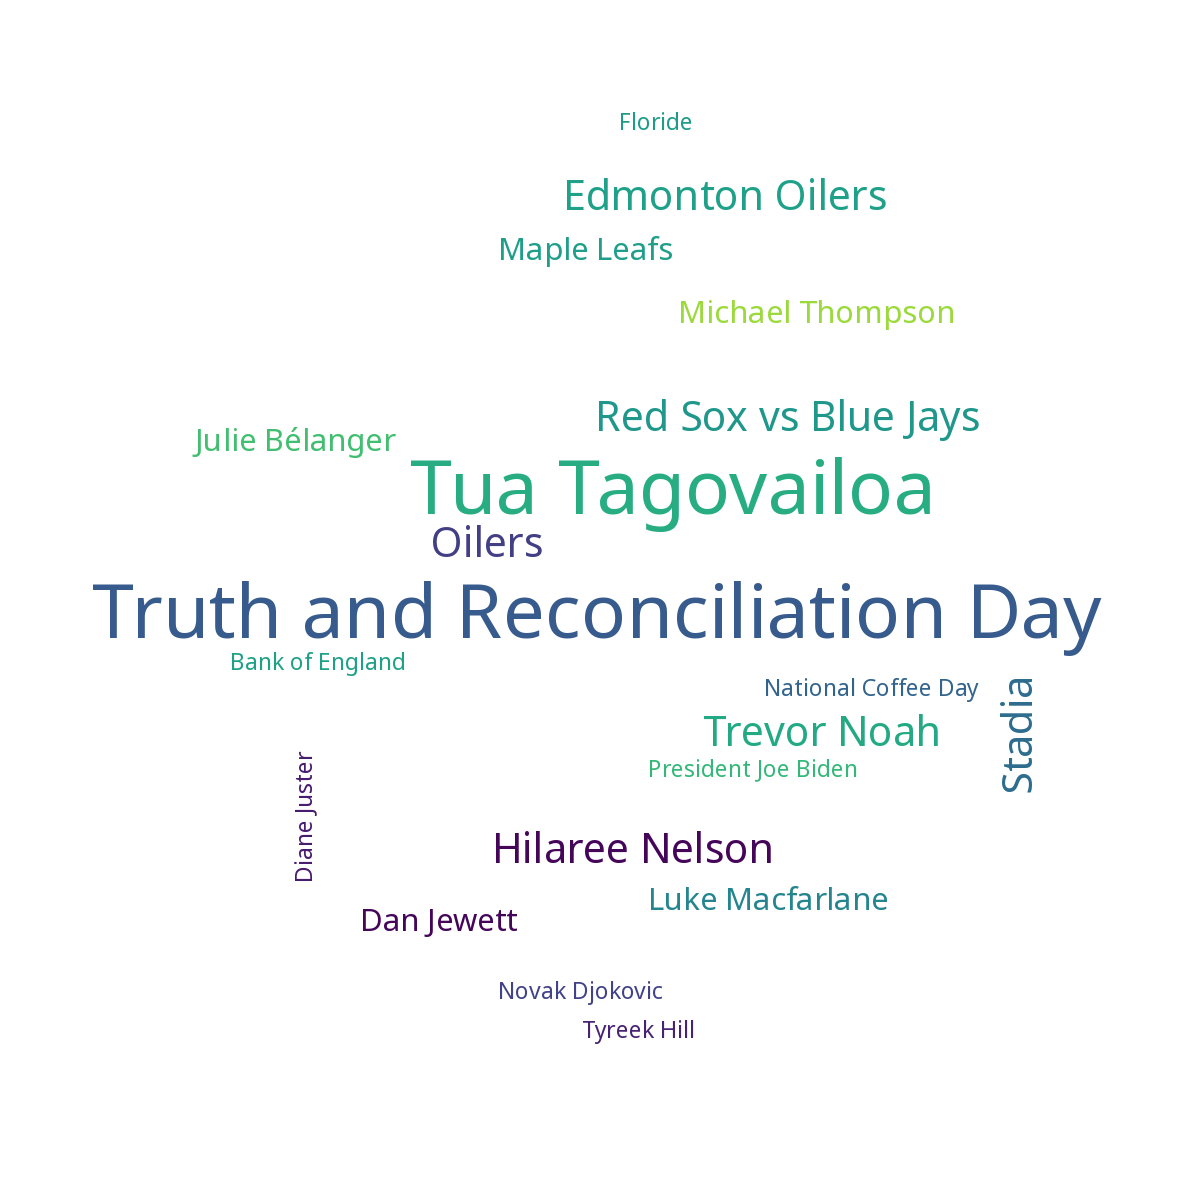 Floride
Edmonton Oilers
Maple Leafs
Michael Thompson
Red Sox vs Blue Jays
Julie Bélanger
Tua Tagovailoa
Oilers
Truth and Reconciliation Day
Bank of England
National Coffee Day
Stadia
Trevor Noah
President Joe Biden
Diane Juster
Hilaree Nelson
Luke Macfarlane
Dan Jewett
Novak Djokovic
Tyreek Hill